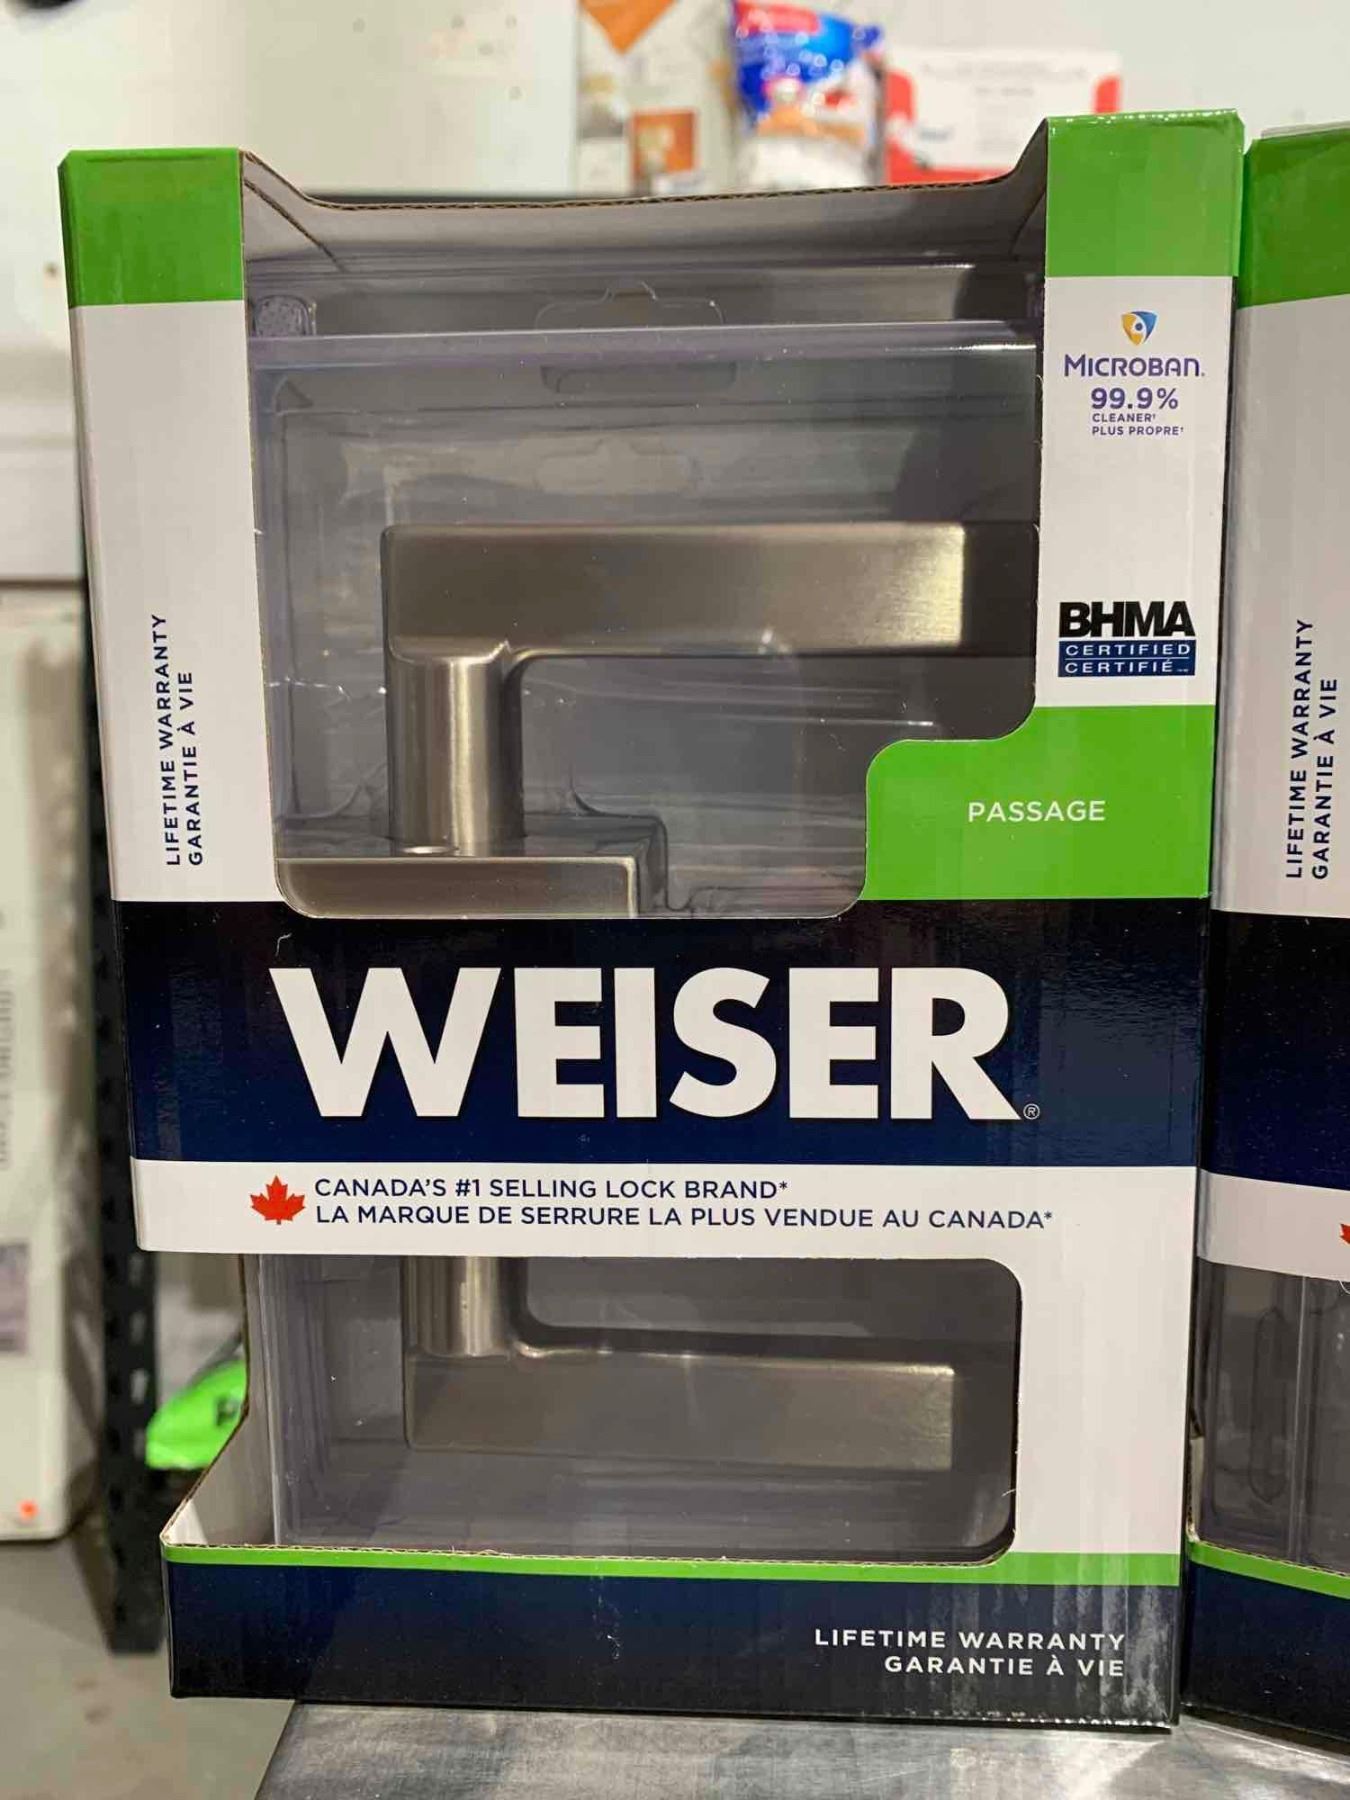 MICROBAN.
99.9%
CLEANER†
PLUS PROPRE†
BHMA
CERTIFIED
CERTIFIÉ
LIFETIME WARRANTY
GARANTIE À VIE
PASSAGE
WEISER®
CANADA'S #1 SELLING LOCK BRAND*
LA MARQUE DE SERRURE LA PLUS VENDUE AU CANADA*
LIFETIME WARRANTY
GARANTIE À VIE
LIFETIME WARRANTY
GARANTIE À VIE